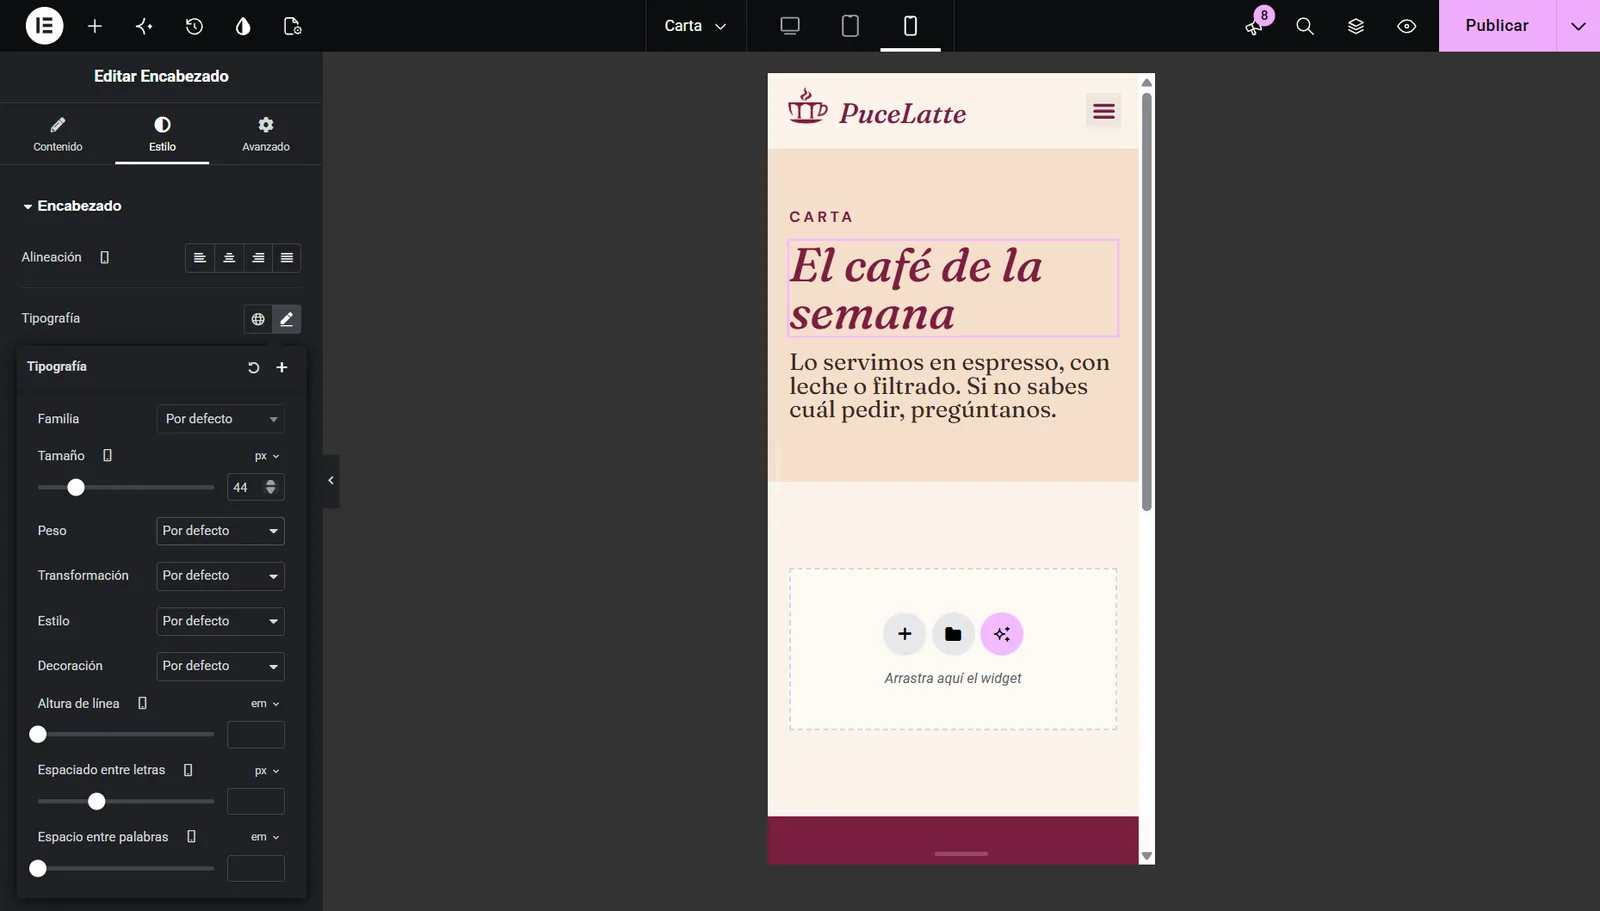 Carta
8
Publicar
Editar Encabezado
Contenido
Estilo
Avanzado
Encabezado
Alineación
Tipografía
Tipografía
Familia
Por defecto
Tamaño
px
44
Peso
Por defecto
Transformación
Por defecto
Estilo
Por defecto
Decoración
Por defecto
Altura de línea
em
Espaciado entre letras
px
Espacio entre palabras
em
PuceLatte
CARTA
El café de la
semana
Lo servimos en espresso, con
leche o filtrado. Si no sabes
cuál pedir, pregúntanos.
Arrastra aquí el widget